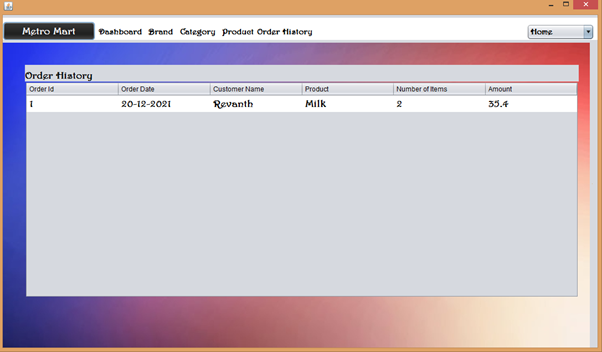 Metro Mart Dashboard Brand Category Product Order History Home
Order History
Order Id Order Date Customer Name Product Number of Items Amount
1 20-12-2021 Revanth Milk 2 35.4